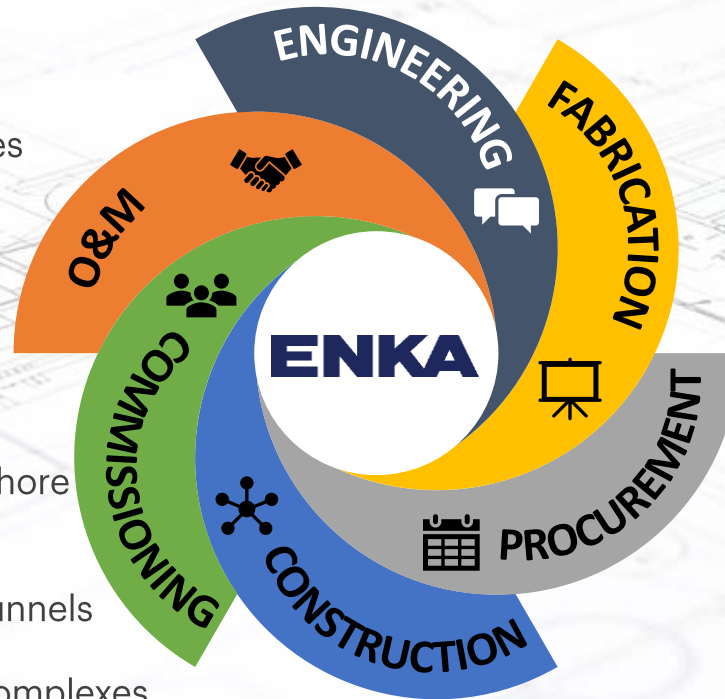 ENGINEERING
FABRICATION
es
O&M
ENKA
COMMISSIONING
PROCUREMENT
hore
CONSTRUCTION
unnels
omplexes